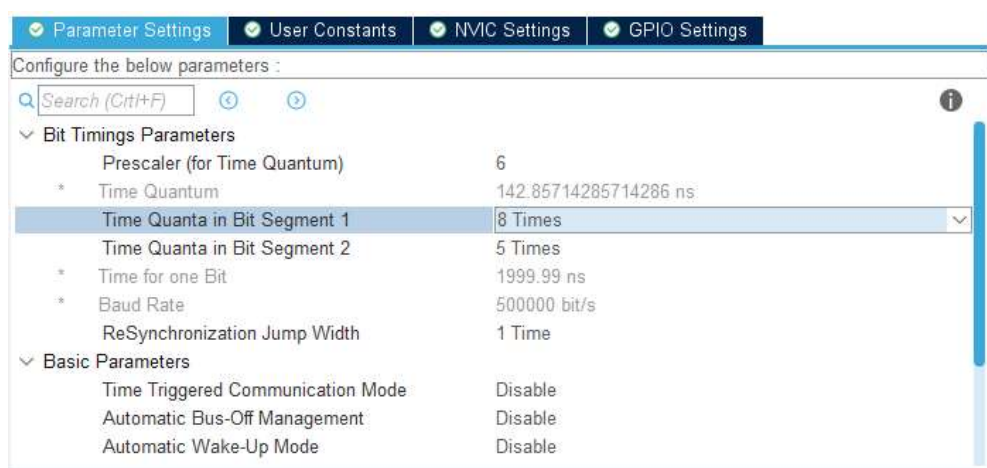 Parameter Settings User Constants NVIC Settings GPIO Settings
Configure the below parameters :
Search (Crtl+F)
Bit Timings Parameters
Prescaler (for Time Quantum) 6
* Time Quantum 142.85714285714286 ns
Time Quanta in Bit Segment 1 8 Times
Time Quanta in Bit Segment 2 5 Times
* Time for one Bit 1999.99 ns
* Baud Rate 500000 bit/s
ReSynchronization Jump Width 1 Time
Basic Parameters
Time Triggered Communication Mode Disable
Automatic Bus-Off Management Disable
Automatic Wake-Up Mode Disable